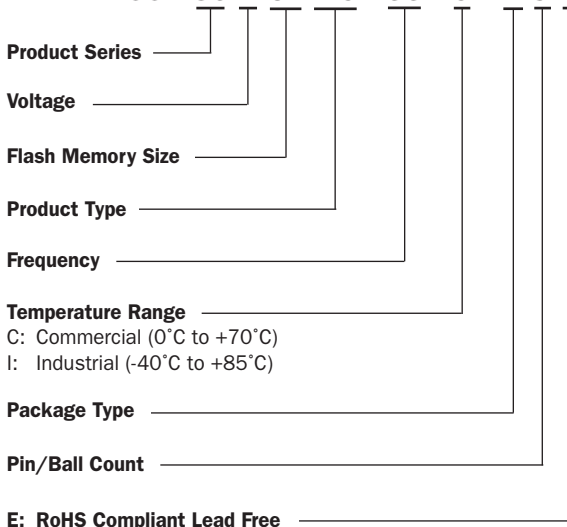 Product Series
Voltage
Flash Memory Size
Product Type
Frequency
Temperature Range
C: Commercial (0˚C to +70˚C)
I: Industrial (-40˚C to +85˚C)
Package Type
Pin/Ball Count
E: RoHS Compliant Lead Free